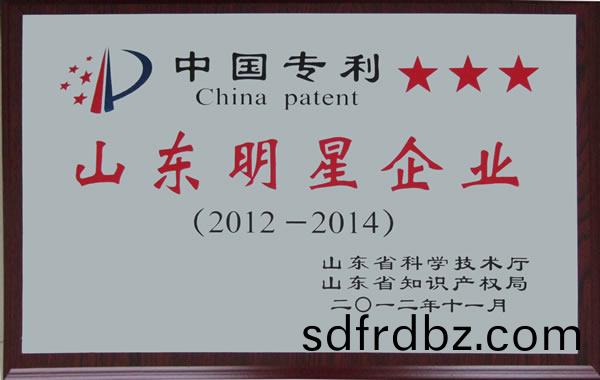 中国专利 ★★★
China patent
山东明星企业
(2012-2014)
山东省科学技术厅
山东省知识产权局
二〇一二年十一月
sdfrdbz.com